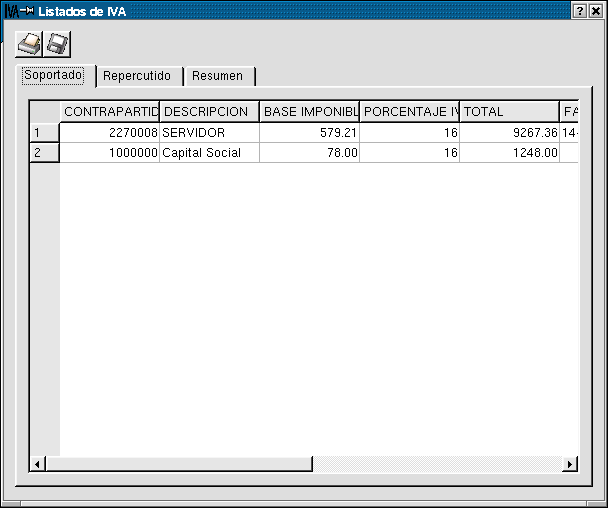 IVA Listados de IVA ? x
Soportado Repercutido Resumen
CONTRAPARTID DESCRIPCION BASE IMPONIBL PORCENTAJE IV TOTAL FA
1 2270008 SERVIDOR 579.21 16 9267.36 14-
2 1000000 Capital Social 78.00 16 1248.00